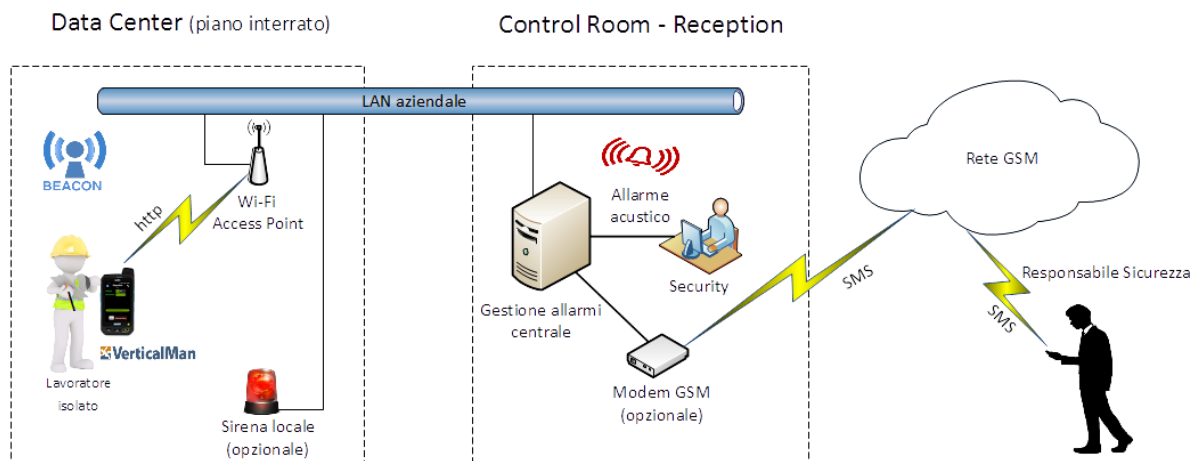 Data Center (piano interrato)
Control Room - Reception
LAN aziendale
BEACON
http
Wi-Fi
Access Point
VerticalMan
Lavoratore
isolato
Sirena locale
(opzionale)
Allarme
acustico
Security
Gestione allarmi
centrale
Modem GSM
(opzionale)
SMS
Rete GSM
Responsabile Sicurezza
SMS